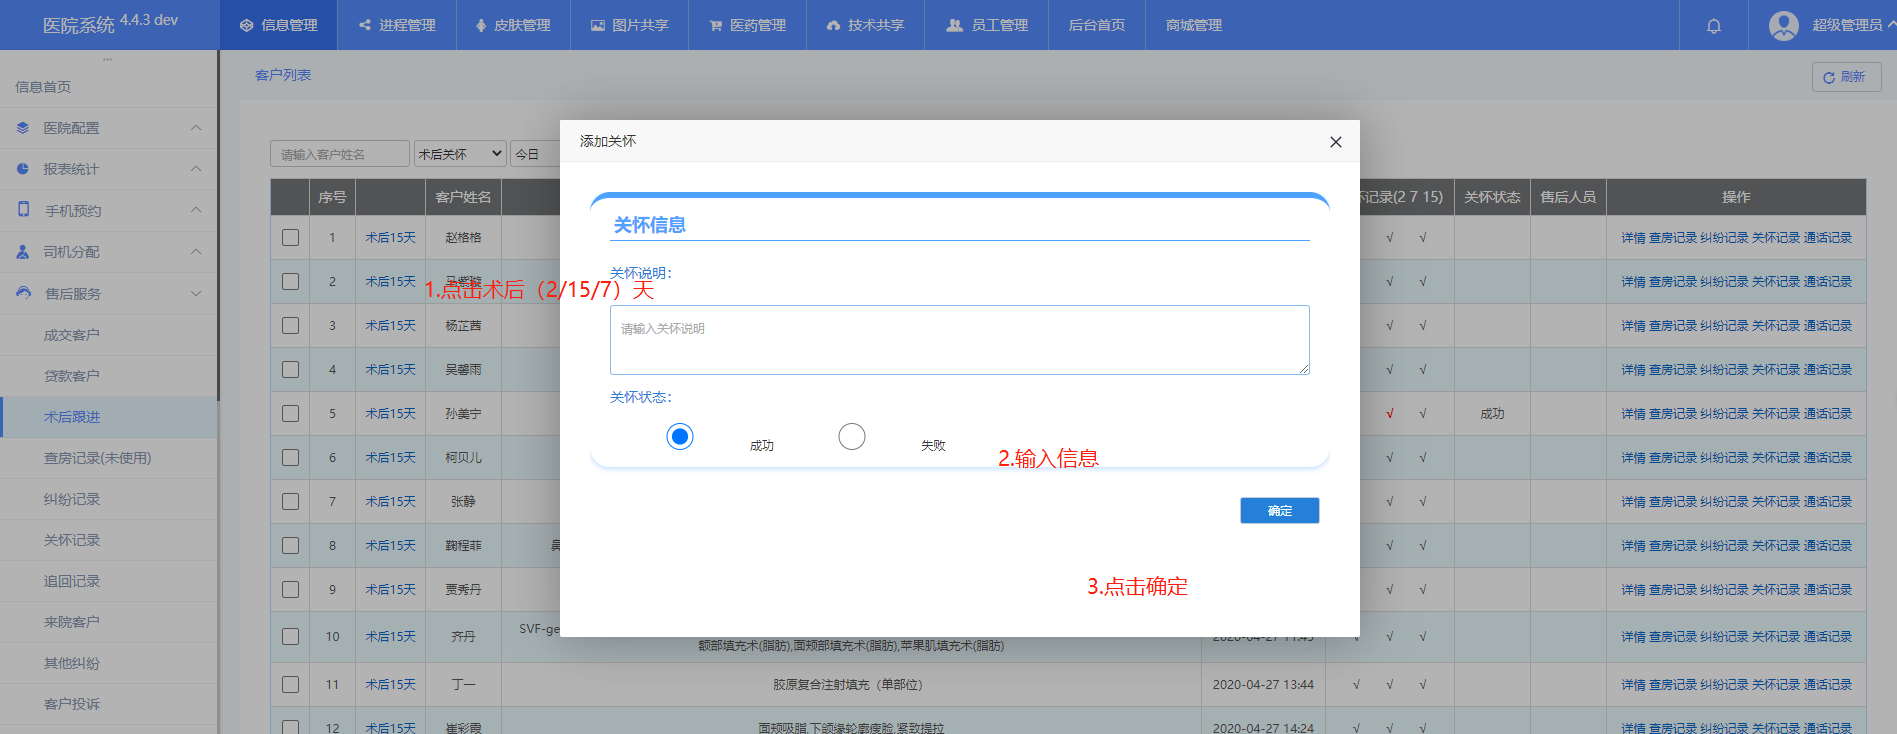 医院系统 4.4.3 dev
信息管理
进程管理
皮肤管理
图片共享
医药管理
技术共享
员工管理
后台首页
商城管理
超级管理员
...
信息首页
医院配置
报表统计
手机预约
司机分配
售后服务
成交客户
贷款客户
术后跟进
查房记录(未使用)
纠纷记录
关怀记录
追回记录
来院客户
其他纠纷
客户投诉
客户列表
刷新
请输入客户姓名 术后关怀 今日
序号 客户姓名 记录(2 7 15) 关怀状态 售后人员 操作
1 术后15天 赵格格 √ √ 详情 查房记录 纠纷记录 关怀记录 通话记录
2 术后15天 马紫璇 √ √ 详情 查房记录 纠纷记录 关怀记录 通话记录
3 术后15天 杨芷茜 √ √ 详情 查房记录 纠纷记录 关怀记录 通话记录
4 术后15天 吴馨雨 √ √ 详情 查房记录 纠纷记录 关怀记录 通话记录
5 术后15天 孙美宁 √ √ 成功 详情 查房记录 纠纷记录 关怀记录 通话记录
6 术后15天 柯贝儿 √ √ 详情 查房记录 纠纷记录 关怀记录 通话记录
7 术后15天 张静 √ √ 详情 查房记录 纠纷记录 关怀记录 通话记录
8 术后15天 鞠程菲 √ √ 详情 查房记录 纠纷记录 关怀记录 通话记录
9 术后15天 贾秀丹 √ √ 详情 查房记录 纠纷记录 关怀记录 通话记录
10 术后15天 齐丹 SVF-ge √ √ √ 详情 查房记录 纠纷记录 关怀记录 通话记录
额部填充术(脂肪),面颊部填充术(脂肪),苹果肌填充术(脂肪)
2020-04-27 11:45
11 术后15天 丁一 胶原复合注射填充（单部位） 2020-04-27 13:44 √ √ √ 详情 查房记录 纠纷记录 关怀记录 通话记录
12 术后15天 崔彩霞 面颊吸脂,下颌缘轮廓瘦脸,紧致提拉 2020-04-27 14:24 √ √ √ 详情 查房记录 纠纷记录 关怀记录 通话记录
添加关怀
关怀信息
关怀说明:
1.点击术后（2/15/7）天
请输入关怀说明
关怀状态:
成功 失败
2.输入信息
确定
3.点击确定